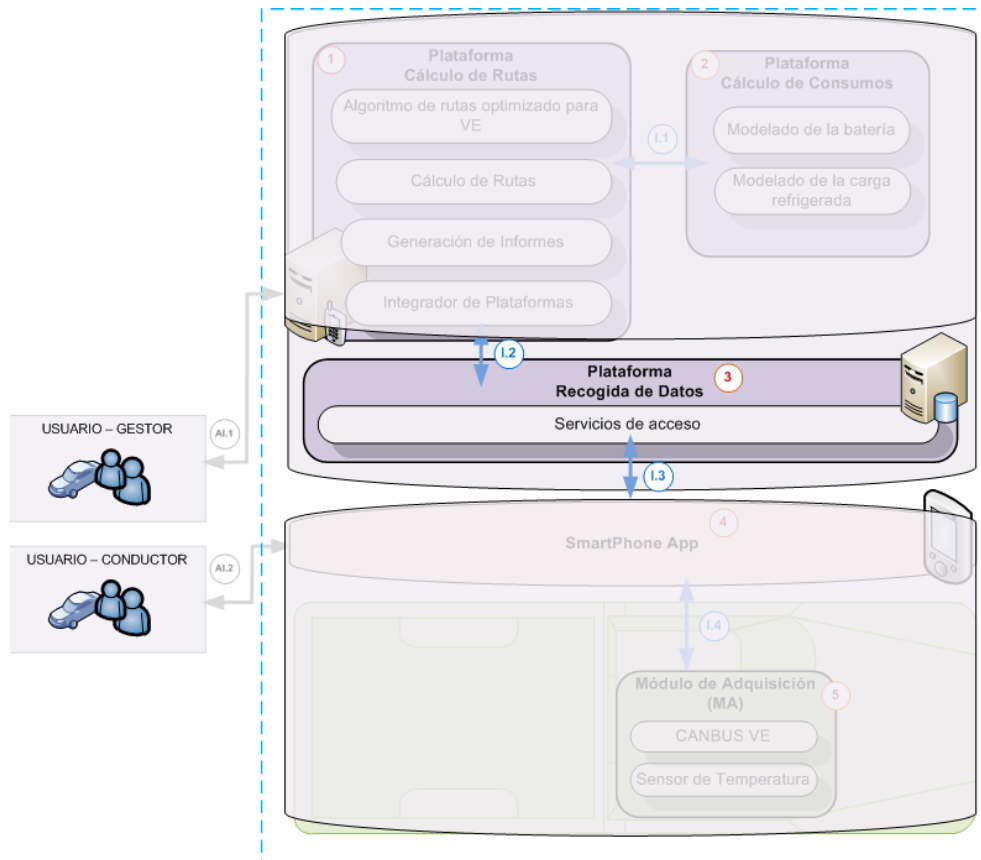 1
Plataforma
Cálculo de Rutas
Algoritmo de rutas optimizado para
VE
Cálculo de Rutas
Generación de Informes
Integrador de Plataformas
I.1
2
Plataforma
Cálculo de Consumos
Modelado de la batería
Modelado de la carga
refrigerada
I.2
Plataforma
Recogida de Datos
3
Servicios de acceso
I.3
USUARIO – GESTOR
AI.1
USUARIO – CONDUCTOR
AI.2
4
SmartPhone App
I.4
Módulo de Adquisición
(MA)
5
CANBUS VE
Sensor de Temperatura